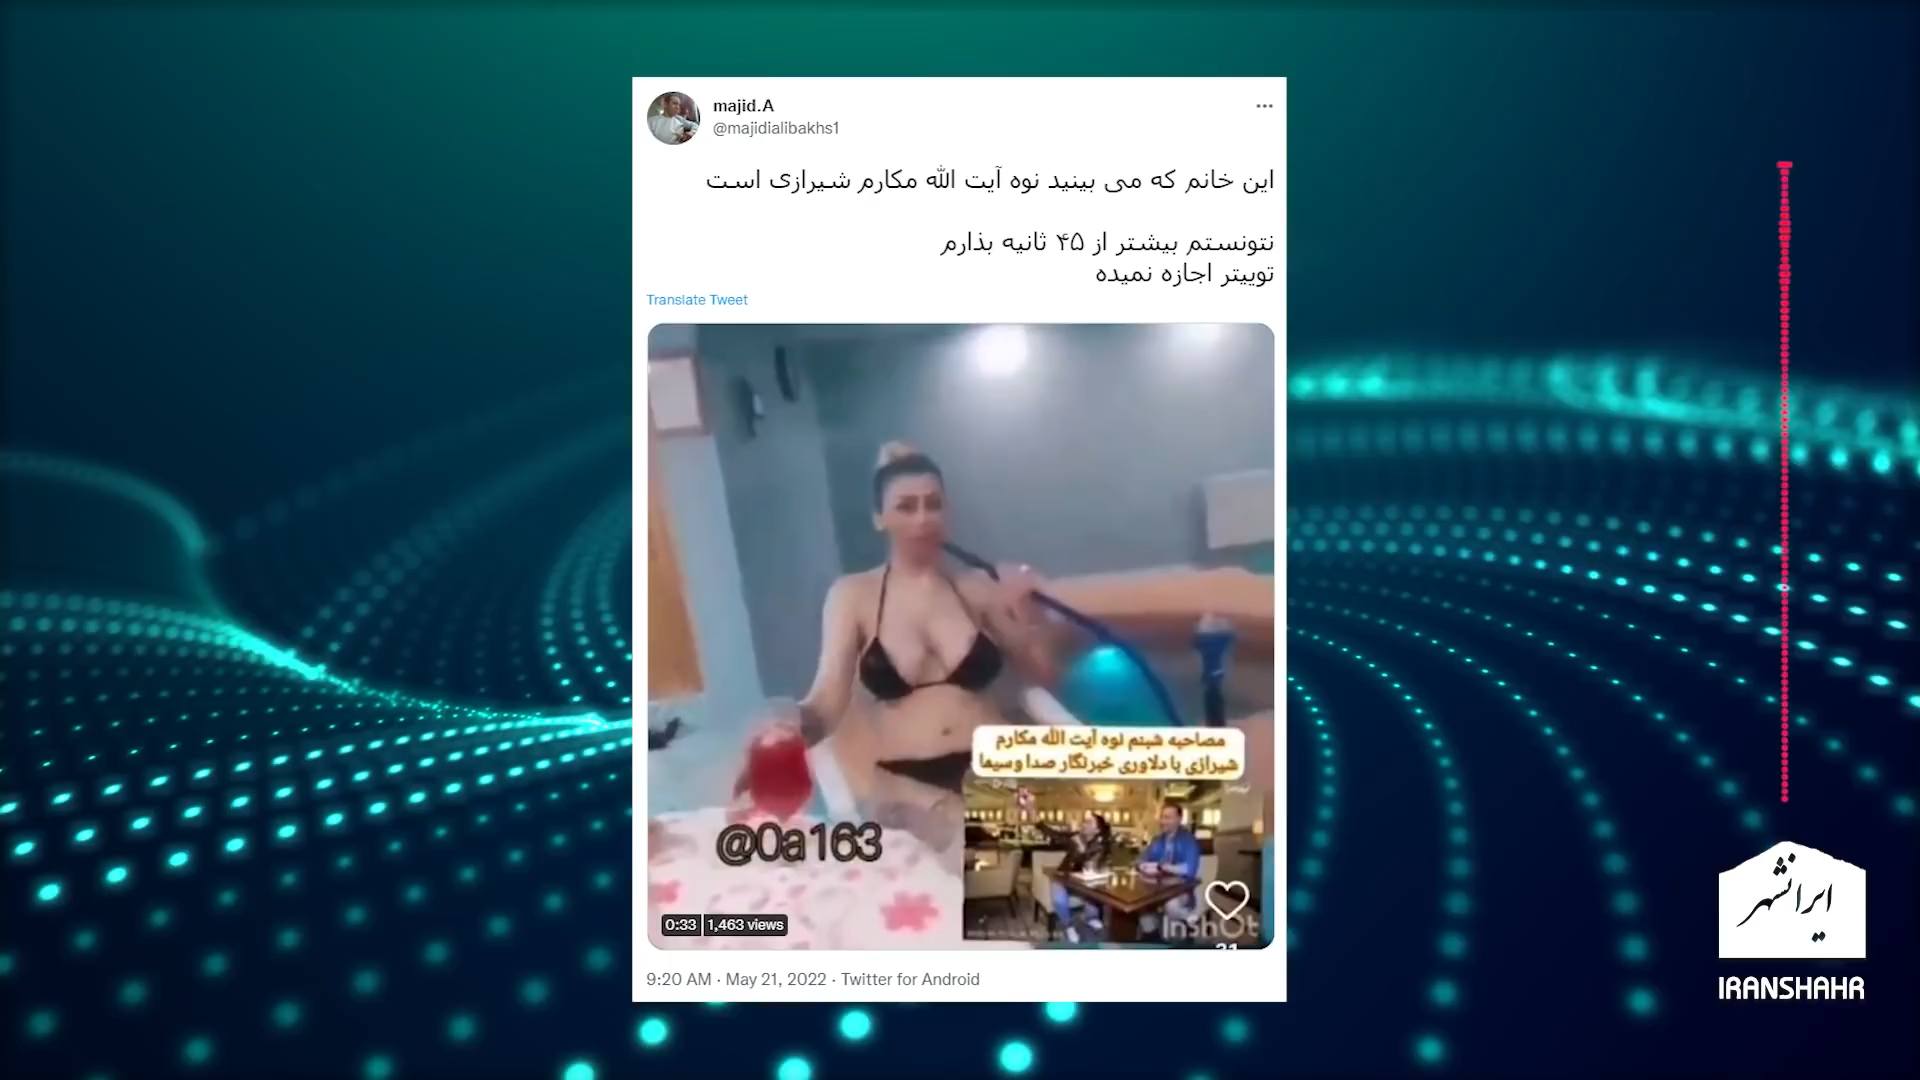 majid.A
@majidialibakhs1
این خانم که می بینید نوه آیت الله مکارم شیرازی است
نتونستم بیشتر از ۴۵ ثانیه بذارم
توییتر اجازه نمیده
Translate Tweet
مصاحبه شبنم نوه آیت الله مکارم
شیرازی با دلاوری خبرنگار صدا وسیما
@0a163
InShOt
31
0:33 1,463 views
9:20 AM · May 21, 2022 · Twitter for Android
ایرانشهر
IRANSHAHR